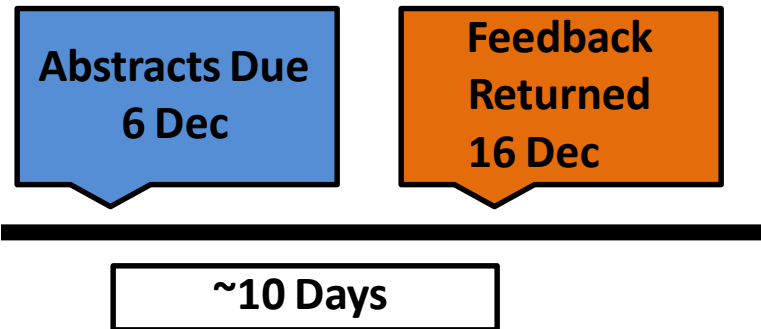 Abstracts Due
6 Dec
Feedback
Returned
16 Dec
~10 Days